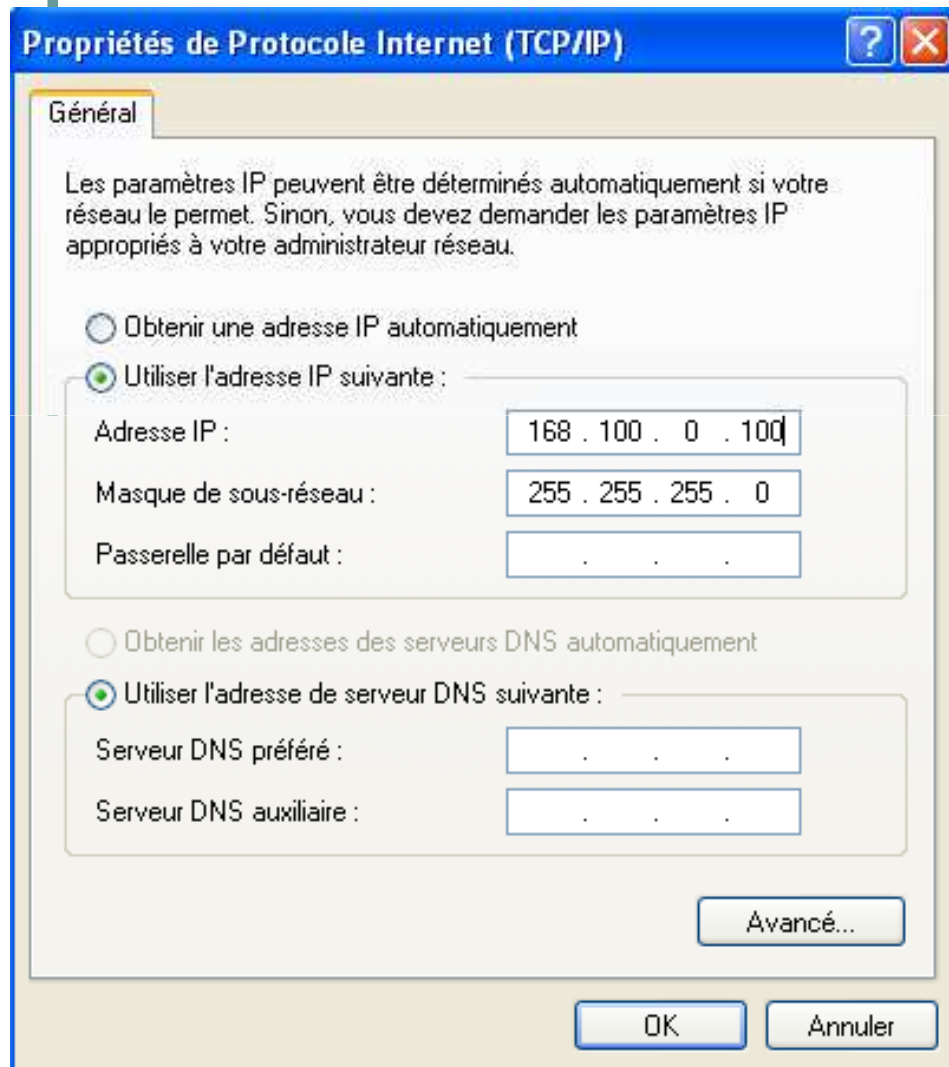 Propriétés de Protocole Internet (TCP/IP)
Général
Les paramètres IP peuvent être déterminés automatiquement si votre
réseau le permet. Sinon, vous devez demander les paramètres IP
appropriés à votre administrateur réseau.
Obtenir une adresse IP automatiquement
Utiliser l'adresse IP suivante :
Adresse IP : 168 . 100 . 0 . 100
Masque de sous-réseau : 255 . 255 . 255 . 0
Passerelle par défaut : . . .
Obtenir les adresses des serveurs DNS automatiquement
Utiliser l'adresse de serveur DNS suivante :
Serveur DNS préféré : . . .
Serveur DNS auxiliaire : . . .
Avancé...
OK Annuler